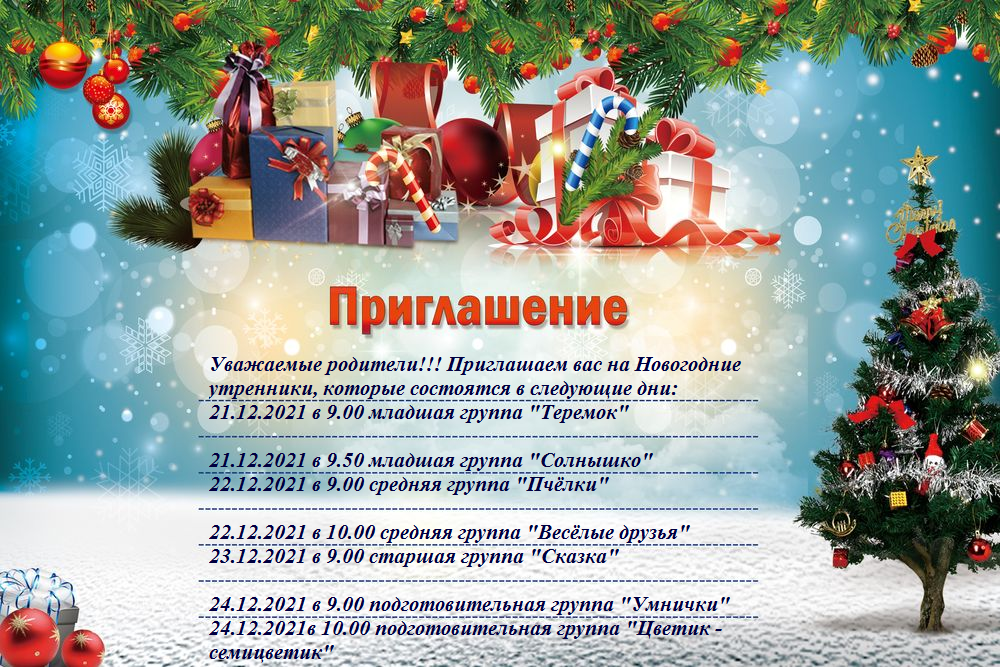 Приглашение
Уважаемые родители!!! Приглашаем вас на Новогодние
утренники, которые состоятся в следующие дни:
21.12.2021 в 9.00 младшая группа "Теремок"
21.12.2021 в 9.50 младшая группа "Солнышко"
22.12.2021 в 9.00 средняя группа "Пчёлки"
22.12.2021 в 10.00 средняя группа "Весёлые друзья"
23.12.2021 в 9.00 старшая группа "Сказка"
24.12.2021 в 9.00 подготовительная группа "Умнички"
24.12.2021в 10.00 подготовительная группа "Цветик -
семицветик"